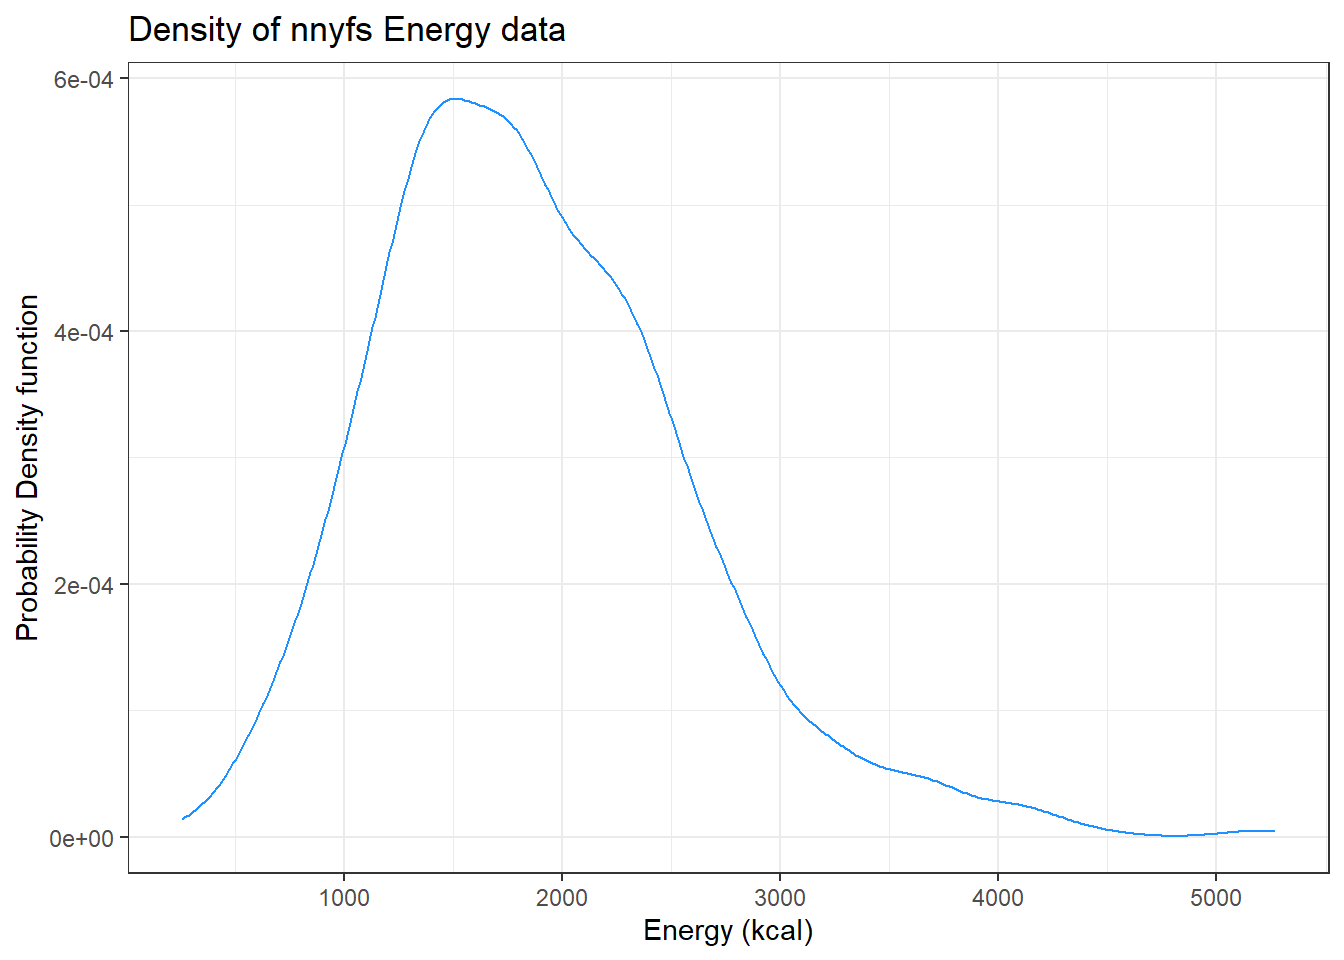 Density of nnyfs Energy data
6e-04
4e-04
2e-04
0e+00
Probability Density function
1000 2000 3000 4000 5000
Energy (kcal)